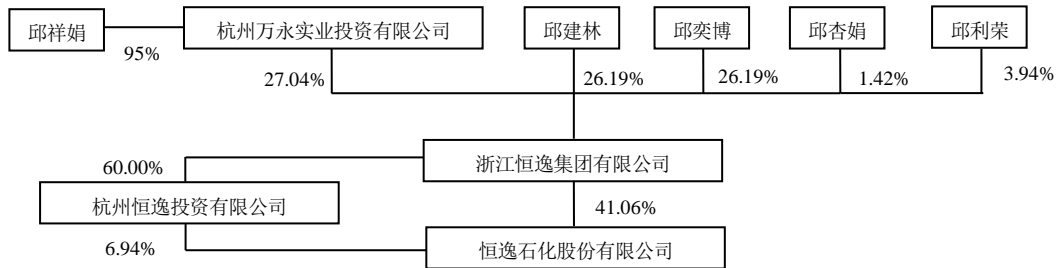 邱祥娟
杭州万永实业投资有限公司
邱建林
邱奕博
邱杏娟
邱利荣
95%
27.04%
26.19%
26.19%
1.42%
3.94%
浙江恒逸集团有限公司
60.00%
杭州恒逸投资有限公司
41.06%
6.94%
恒逸石化股份有限公司